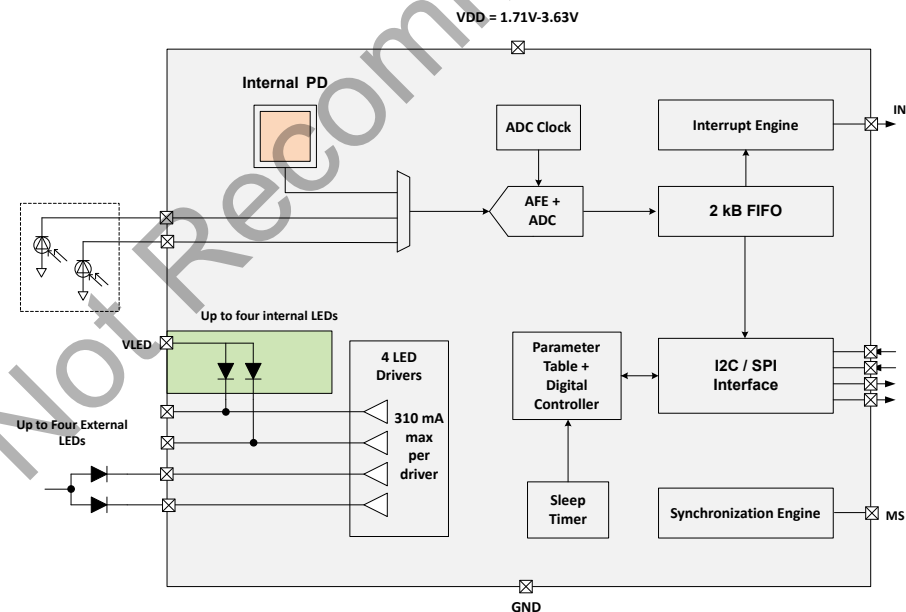 VDD = 1.71V-3.63V
Internal PD
ADC Clock
Interrupt Engine
IN
AFE +
ADC
2 kB FIFO
Up to four internal LEDs
VLED
4 LED
Drivers
310 mA
max
per
driver
Parameter
Table +
Digital
Controller
I2C / SPI
Interface
Up to Four External
LEDs
Sleep
Timer
Synchronization Engine
MS
GND
Not Recomm